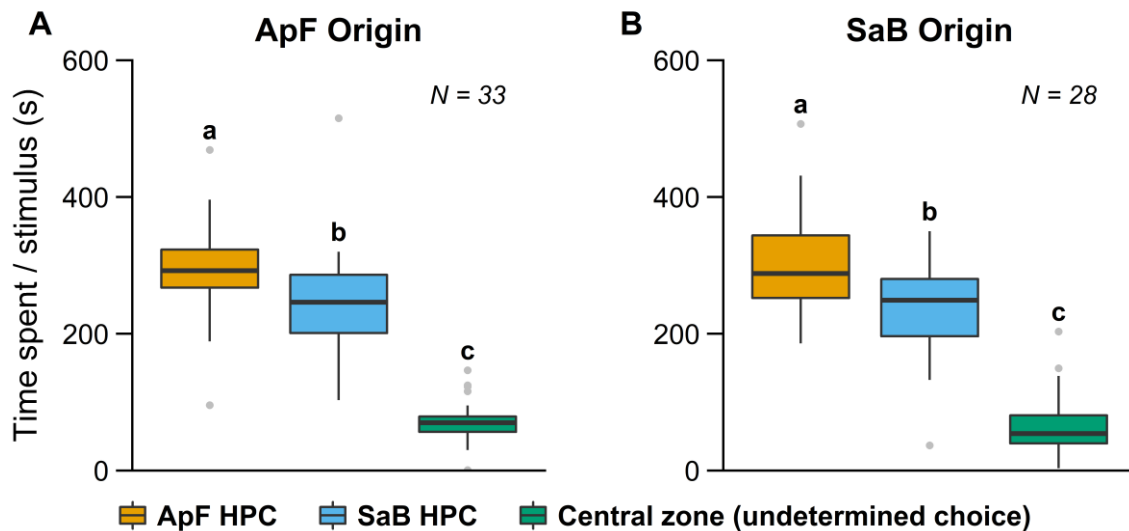 A
ApF Origin
B
SaB Origin
Time spent / stimulus (s)
600
400
200
0
N = 33
a
b
c
600
400
200
0
N = 28
a
b
c
ApF HPC
SaB HPC
Central zone (undetermined choice)